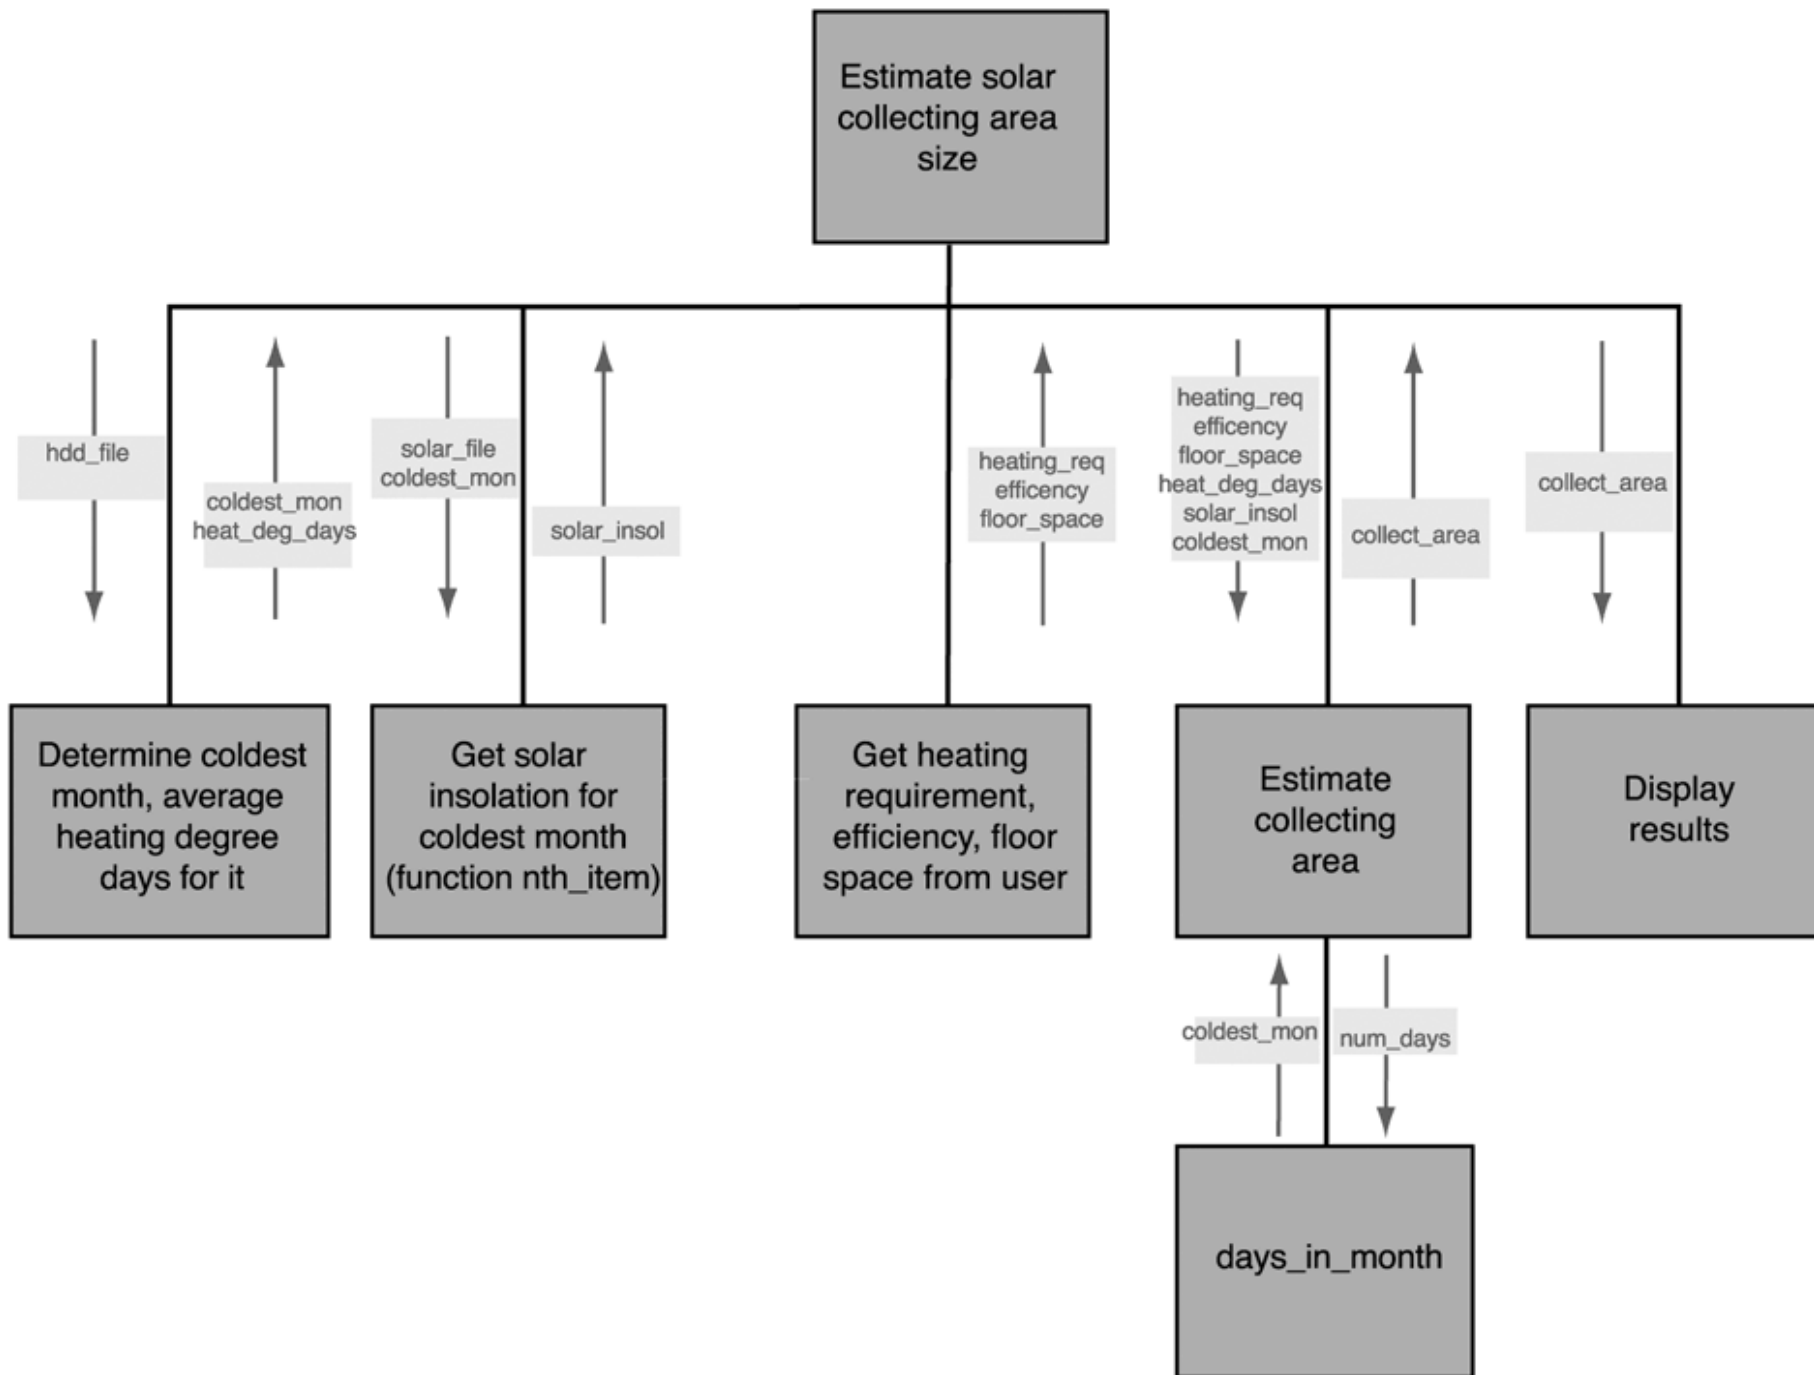 Estimate solar
collecting area
size
hdd_file
coldest_mon
heat_deg_days
solar_file
coldest_mon
solar_insol
heating_req
efficency
floor_space
heating_req
efficency
floor_space
heat_deg_days
solar_insol
coldest_mon
collect_area
collect_area
Determine coldest
month, average
heating degree
days for it
Get solar
insolation for
coldest month
(function nth_item)
Get heating
requirement,
efficiency, floor
space from user
Estimate
collecting
area
Display
results
coldest_mon
num_days
days_in_month